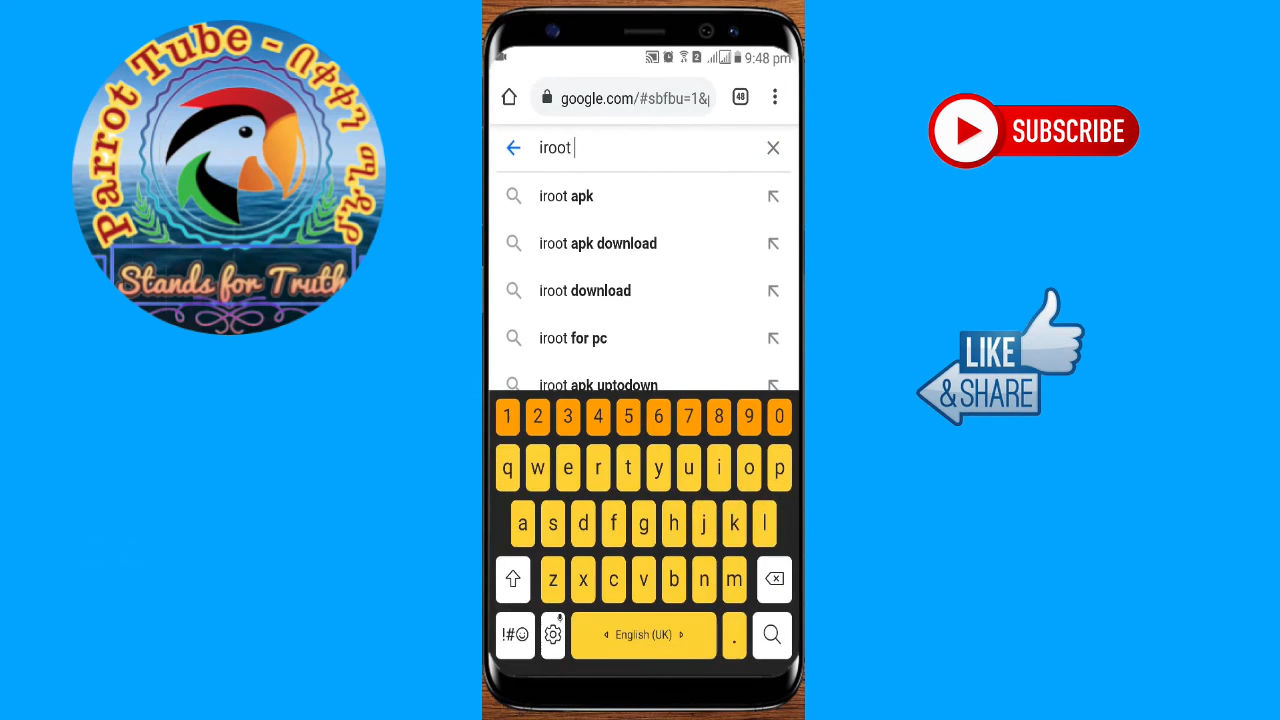 Parrot Tube - በቀቀን ሚዲያ
Stands for Truth
9:48 pm
google.com/#sbfbu=1&
48
iroot
iroot apk
iroot apk download
iroot download
iroot for pc
iroot apk uptodown
1 2 3 4 5 6 7 8 9 0
q w e r t y u i o p
a s d f g h j k l
z x c v b n m
!#☺ English (UK) .
SUBSCRIBE
LIKE
& SHARE